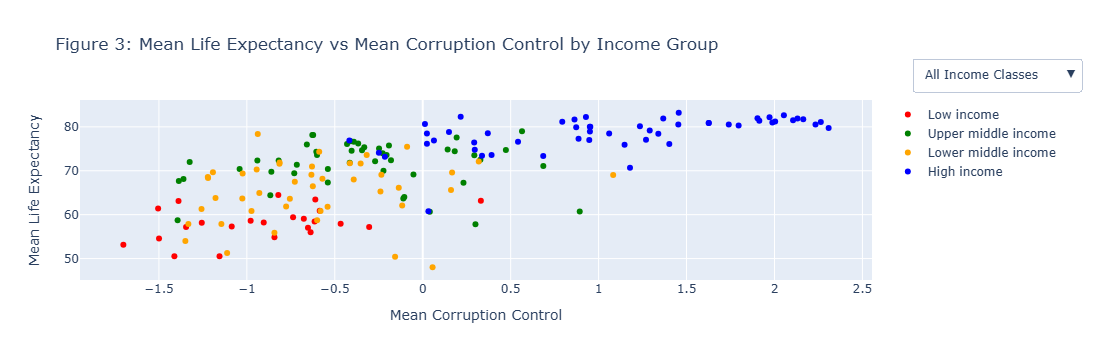 Figure 3: Mean Life Expectancy vs Mean Corruption Control by Income Group
All Income Classes ▼
Low income
Upper middle income
Lower middle income
High income
Mean Life Expectancy
80
70
60
50
−1.5 −1 −0.5 0 0.5 1 1.5 2 2.5
Mean Corruption Control